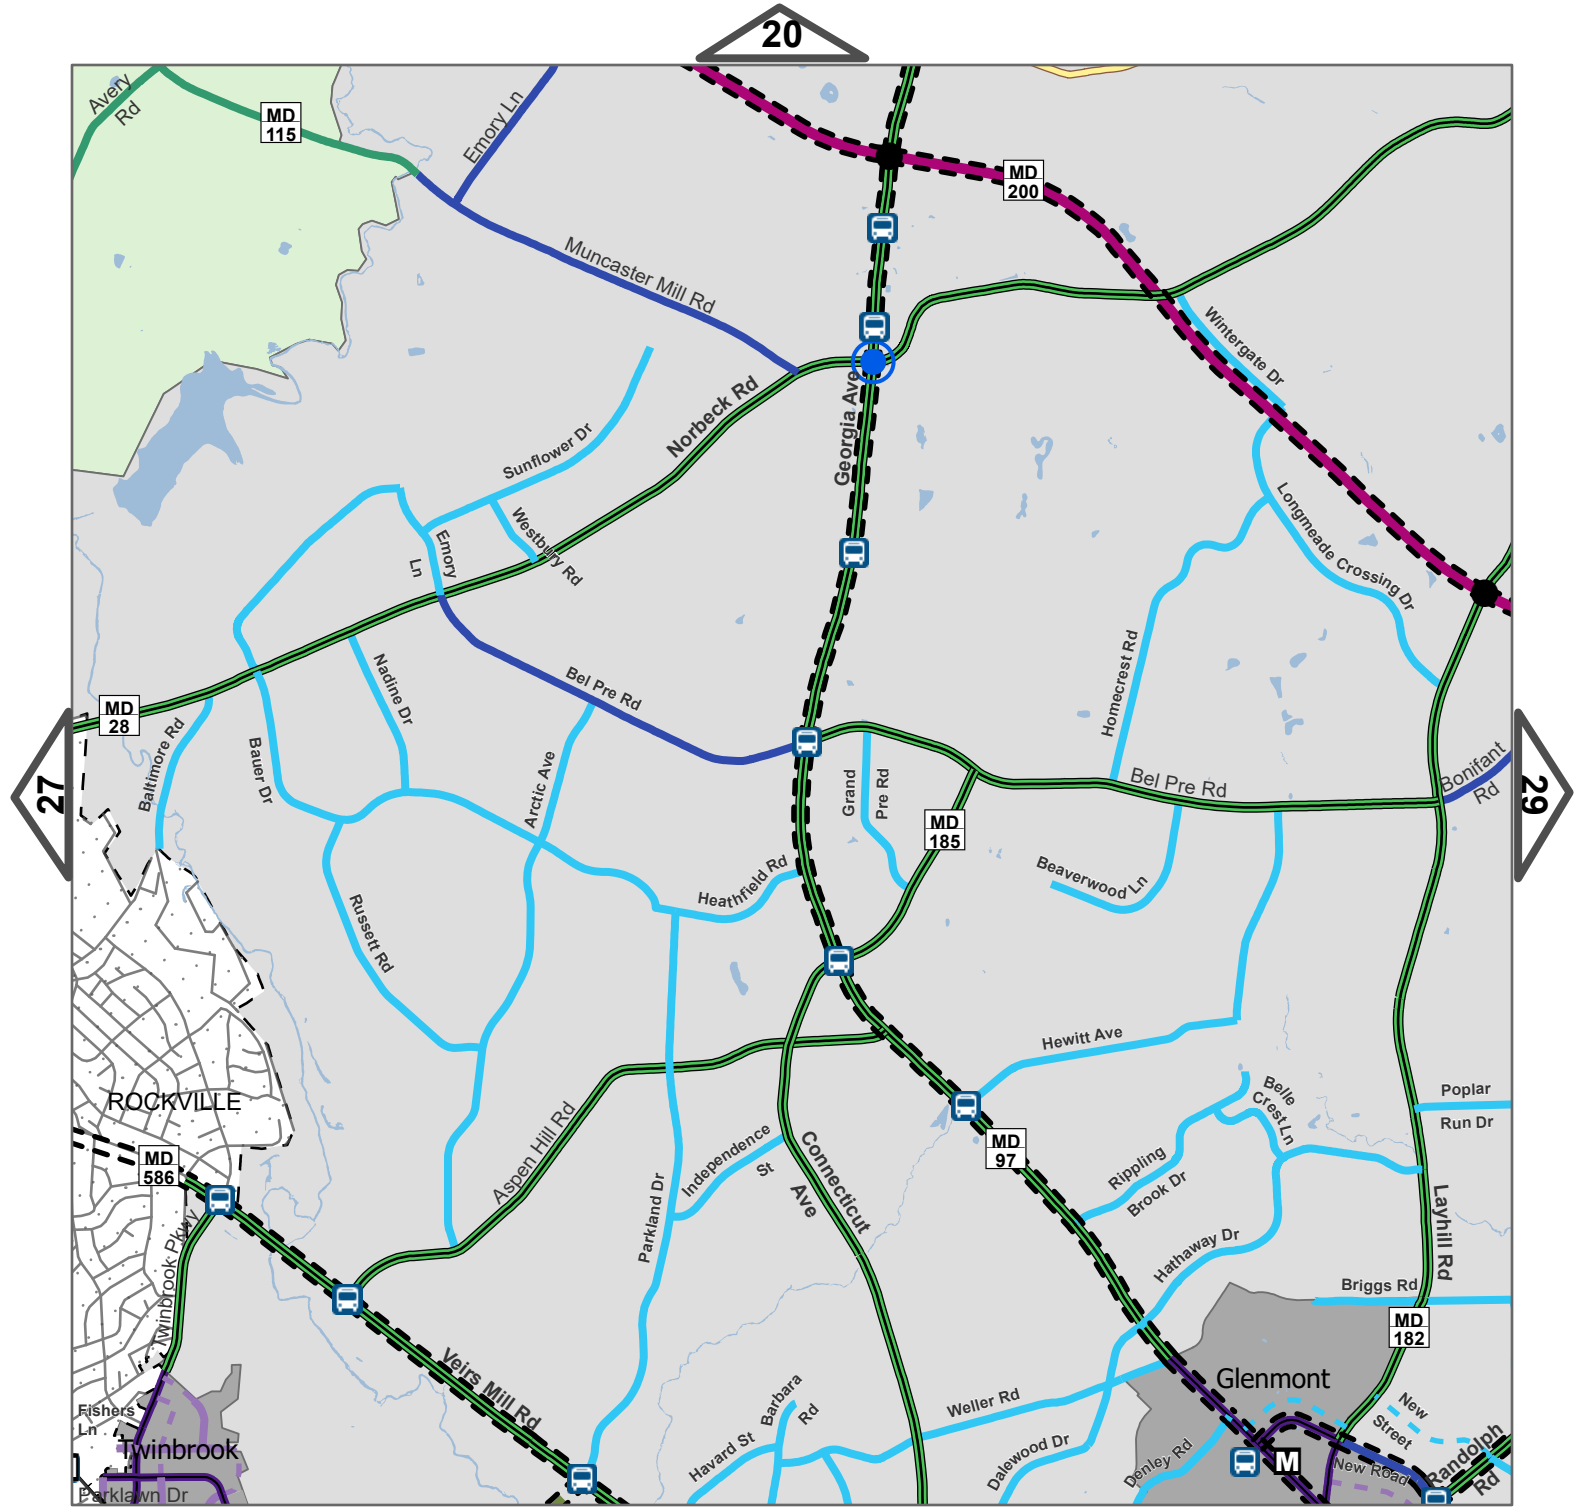 20
Avery
Rd
MD
115
Emory Ln
MD
200
Muncaster Mill Rd
Wintergate Dr
Norbeck Rd
Georgia Ave
Sunflower Dr
Westbury Rd
Emory
Ln
Longmeade Crossing Dr
Homecrest Rd
Nadine Dr
Bel Pre Rd
MD
28
Baltimore Rd
Bauer Dr
Arctic Ave
Grand
Pre Rd
Bel Pre Rd
Bonifant
Rd
27
29
MD
185
Beaverwood Ln
Heathfield Rd
Russett Rd
Hewitt Ave
Belle
Crest Ln
Poplar
Run Dr
ROCKVILLE
Aspen Hill Rd
Independence
St
Connecticut
Ave
MD
97
MD
586
Rippling
Brook Dr
Parkland Dr
Twinbrook Pkwy
Hathaway Dr
Layhill Rd
Briggs Rd
MD
182
Veirs Mill Rd
Glenmont
Fishers
Ln
Twinbrook
Barbara
Rd
Weller Rd
New
Street
Havard St
Dalewood Dr
Denley Rd
M
New Road
Randolph
Rd
Parklawn Dr